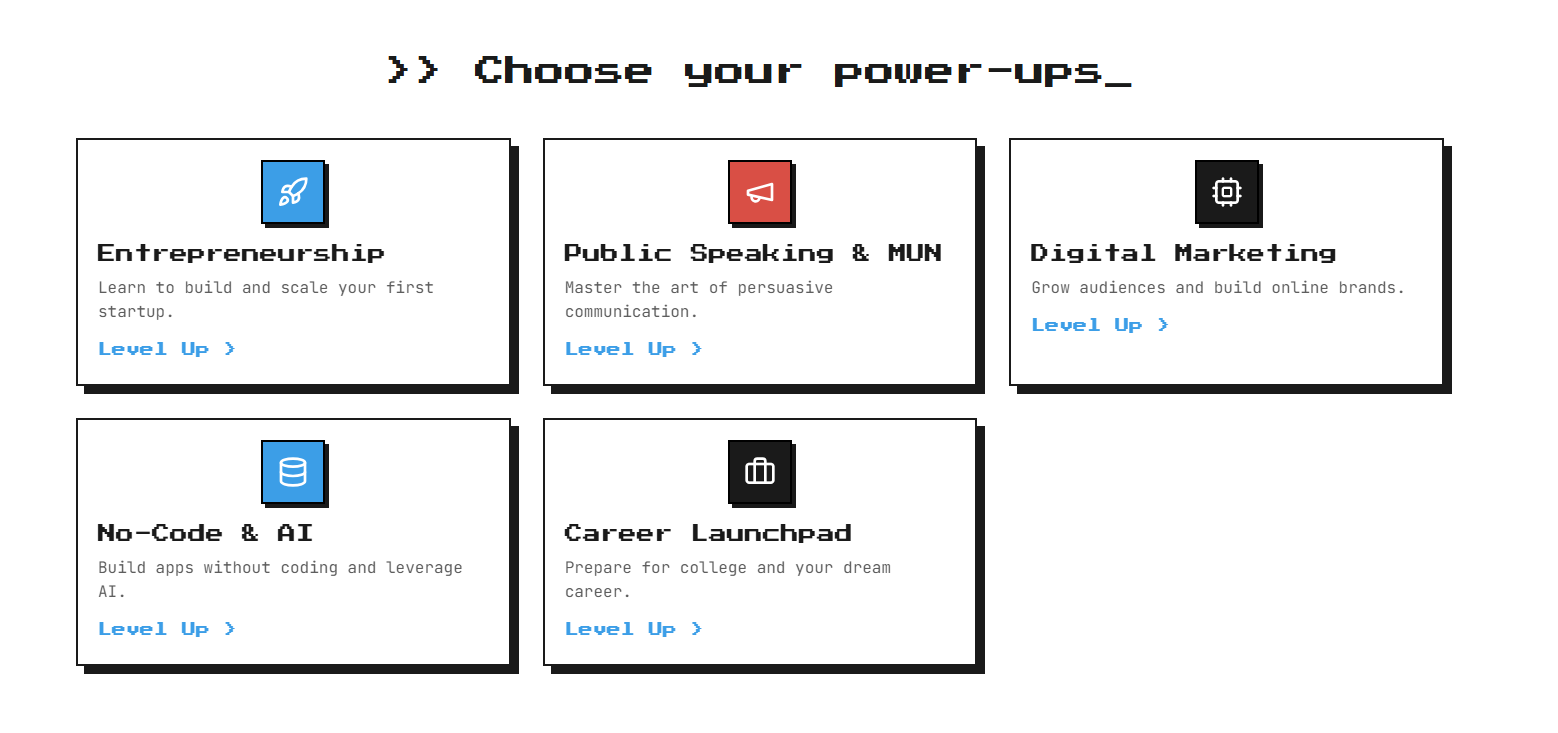 >> Choose your power-ups_
Entrepreneurship
Learn to build and scale your first
startup.
Level Up >
Public Speaking & MUN
Master the art of persuasive
communication.
Level Up >
Digital Marketing
Grow audiences and build online brands.
Level Up >
No-Code & AI
Build apps without coding and leverage
AI.
Level Up >
Career Launchpad
Prepare for college and your dream
career.
Level Up >